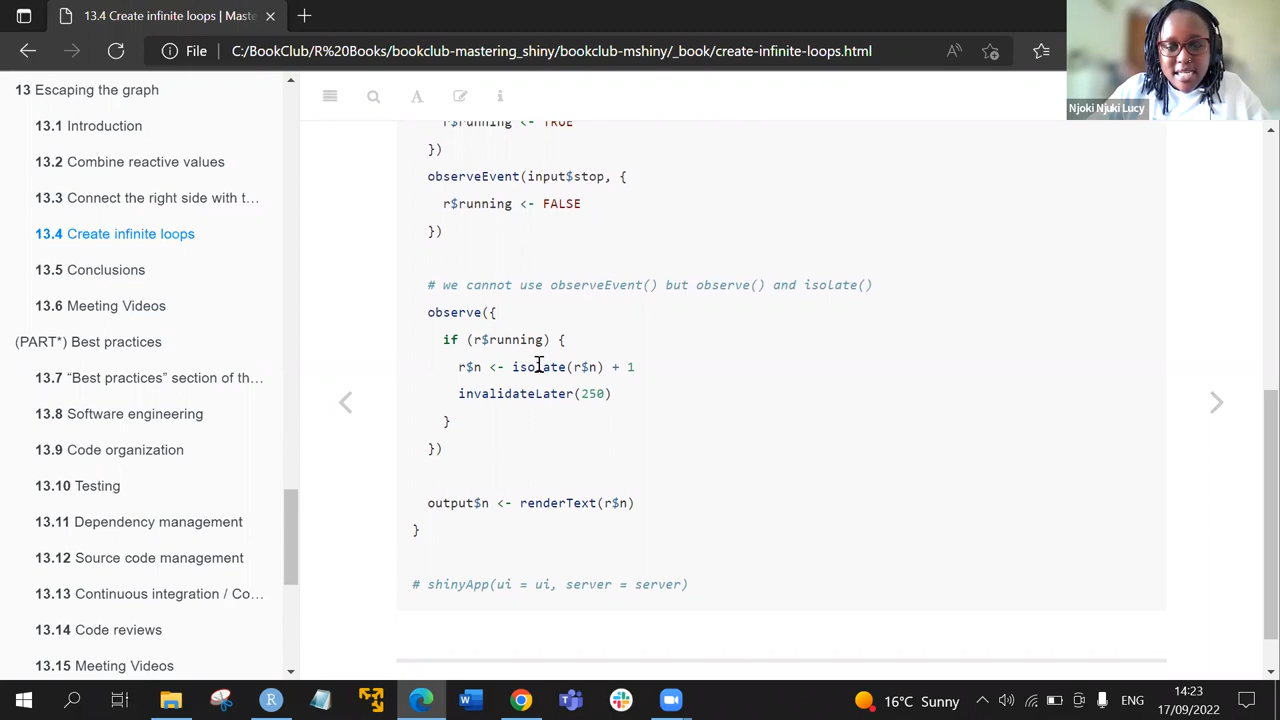 13.4 Create infinite loops | Maste
File
C:/BookClub/R%20Books/bookclub-mastering_shiny/bookclub-mshiny/_book/create-infinite-loops.html
Njoki Njuki Lucy
13 Escaping the graph
13.1 Introduction
13.2 Combine reactive values
13.3 Connect the right side with t…
13.4 Create infinite loops
13.5 Conclusions
13.6 Meeting Videos
(PART*) Best practices
13.7 “Best practices” section of th…
13.8 Software engineering
13.9 Code organization
13.10 Testing
13.11 Dependency management
13.12 Source code management
13.13 Continuous integration / Co…
13.14 Code reviews
13.15 Meeting Videos
r$running <- TRUE
})
observeEvent(input$stop, {
r$running <- FALSE
})
# we cannot use observeEvent() but observe() and isolate()
observe({
if (r$running) {
r$n <- isolate(r$n) + 1
invalidateLater(250)
}
})
output$n <- renderText(r$n)
}
# shinyApp(ui = ui, server = server)
16°C Sunny
ENG
14:23
17/09/2022